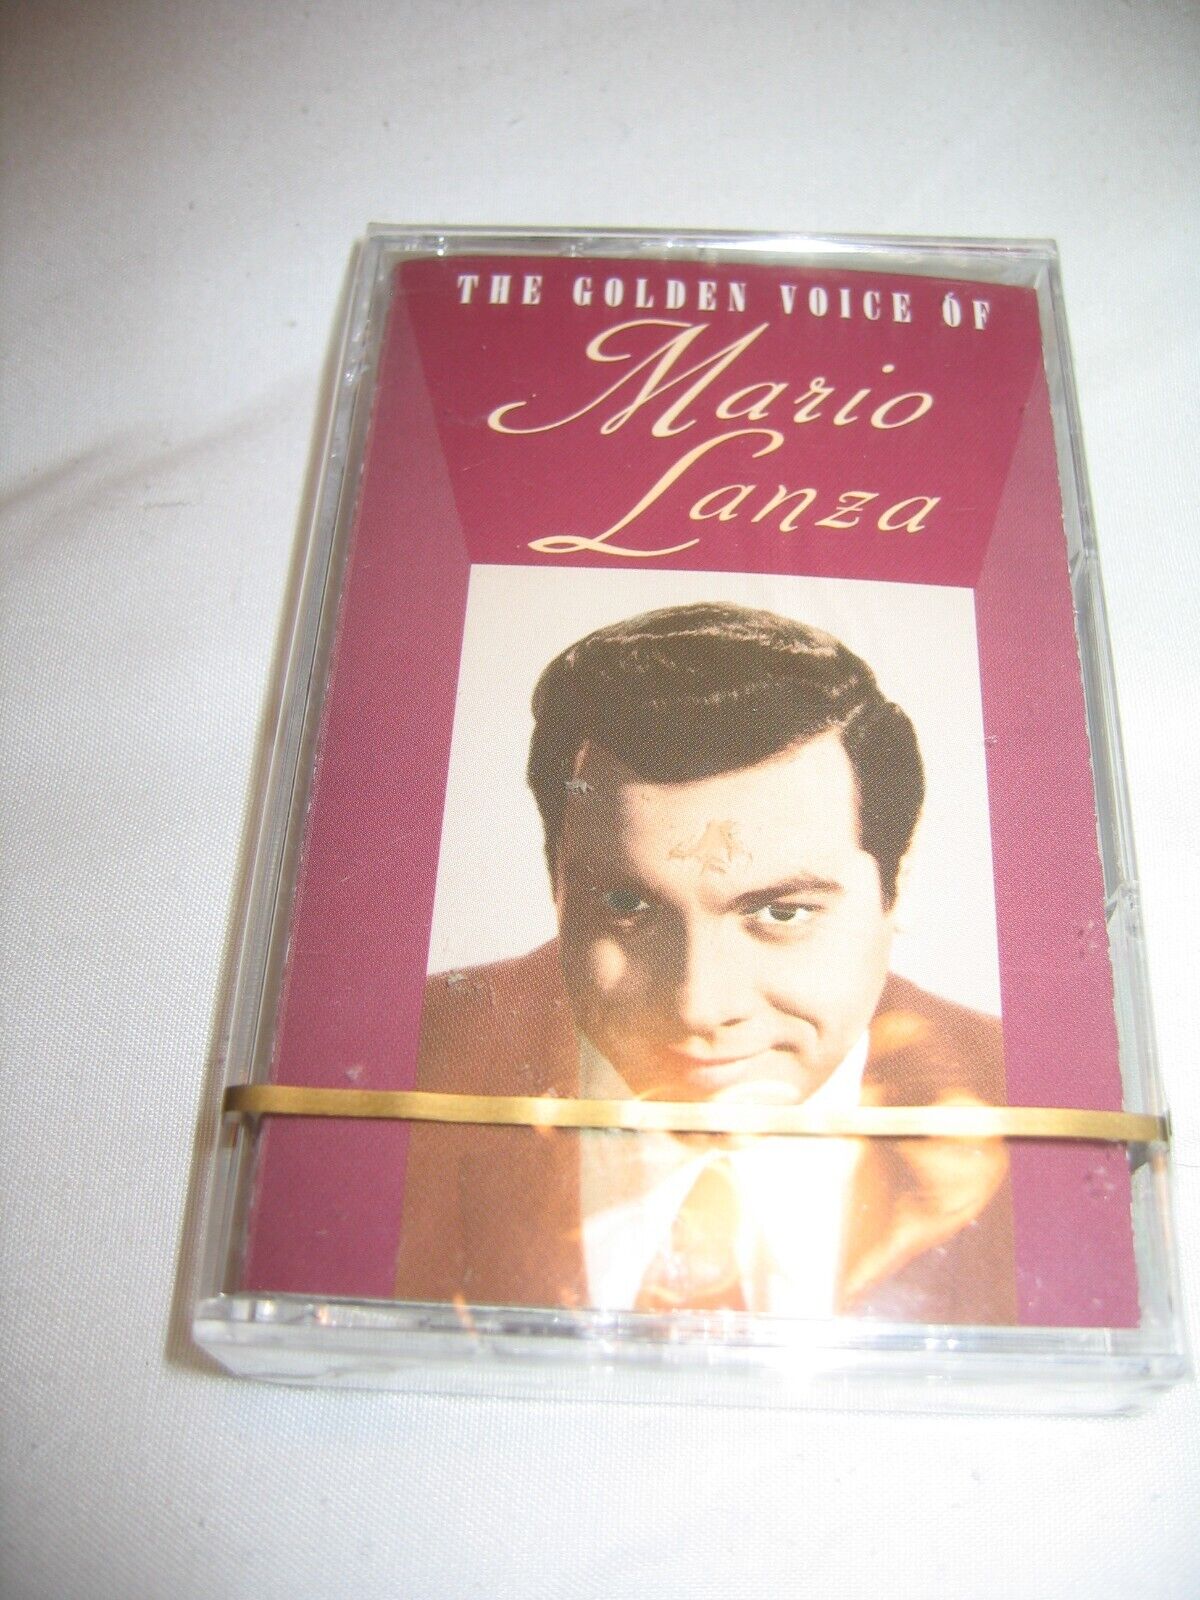 THE GOLDEN VOICE OF
Mario
Lanza